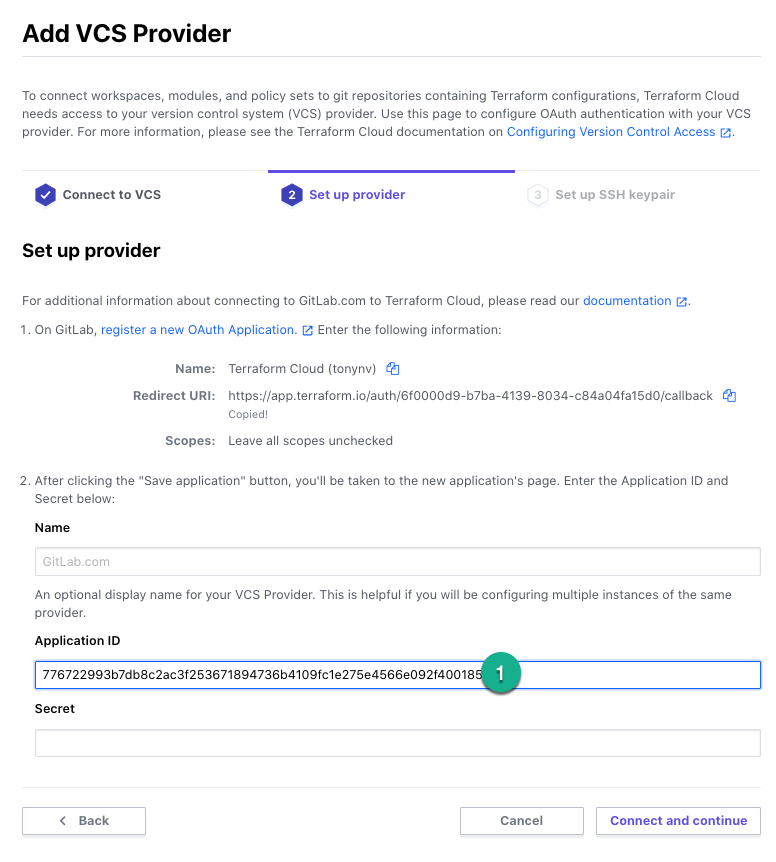 Add VCS Provider
To connect workspaces, modules, and policy sets to git repositories containing Terraform configurations, Terraform Cloud
needs access to your version control system (VCS) provider. Use this page to configure OAuth authentication with your VCS
provider. For more information, please see the Terraform Cloud documentation on Configuring Version Control Access.
Connect to VCS
2 Set up provider
3 Set up SSH keypair
Set up provider
For additional information about connecting to GitLab.com to Terraform Cloud, please read our documentation.
1. On GitLab, register a new OAuth Application. Enter the following information:
Name: Terraform Cloud (tonynv)
Redirect URI: https://app.terraform.io/auth/6f0000d9-b7ba-4139-8034-c84a04fa15d0/callback
Copied!
Scopes: Leave all scopes unchecked
2. After clicking the "Save application" button, you'll be taken to the new application's page. Enter the Application ID and
Secret below:
Name
GitLab.com
An optional display name for your VCS Provider. This is helpful if you will be configuring multiple instances of the same
provider.
Application ID
776722993b7db8c2ac3f253671894736b4109fc1e275e4566e092f400185 1
Secret
Back
Cancel
Connect and continue